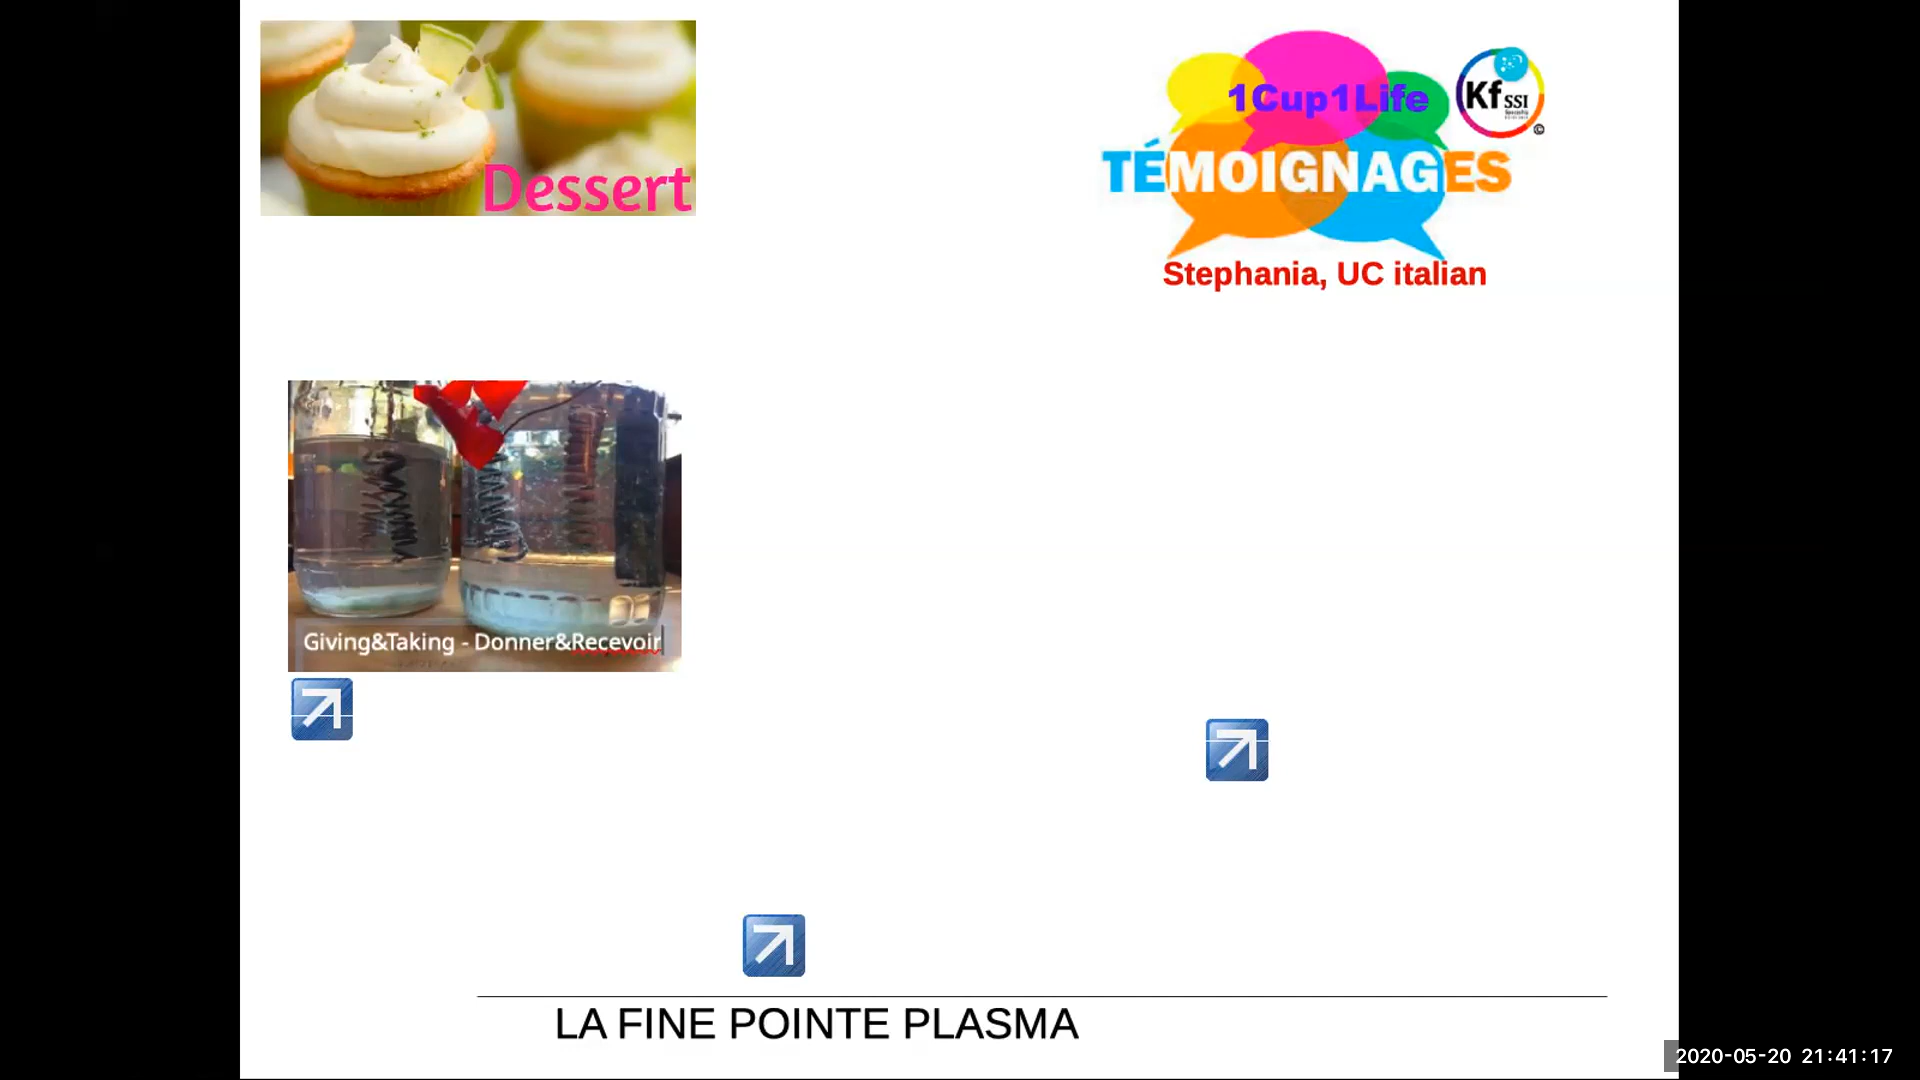 Dessert
1Cup1Life
Kf SSI
©
TÉMOIGNAGES
Stephania, UC italian
Giving&Taking - Donner&Recevoir
LA FINE POINTE PLASMA
2020-05-20 21:41:17